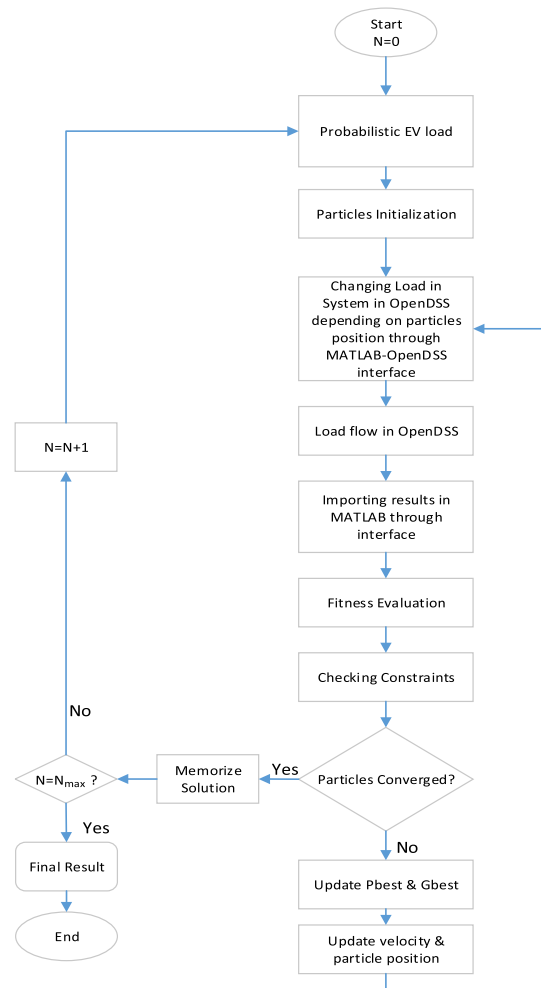 Start
N=0
Probabilistic EV load
Particles Initialization
Changing Load in
System in OpenDSS
depending on particles
position through
MATLAB-OpenDSS
interface
Load flow in OpenDSS
N=N+1
Importing results in
MATLAB through
interface
Fitness Evaluation
Checking Constraints
No
Particles Converged?
Yes
Memorize
Solution
N=Nmax ?
Yes
Final Result
End
No
Update Pbest & Gbest
Update velocity &
particle position